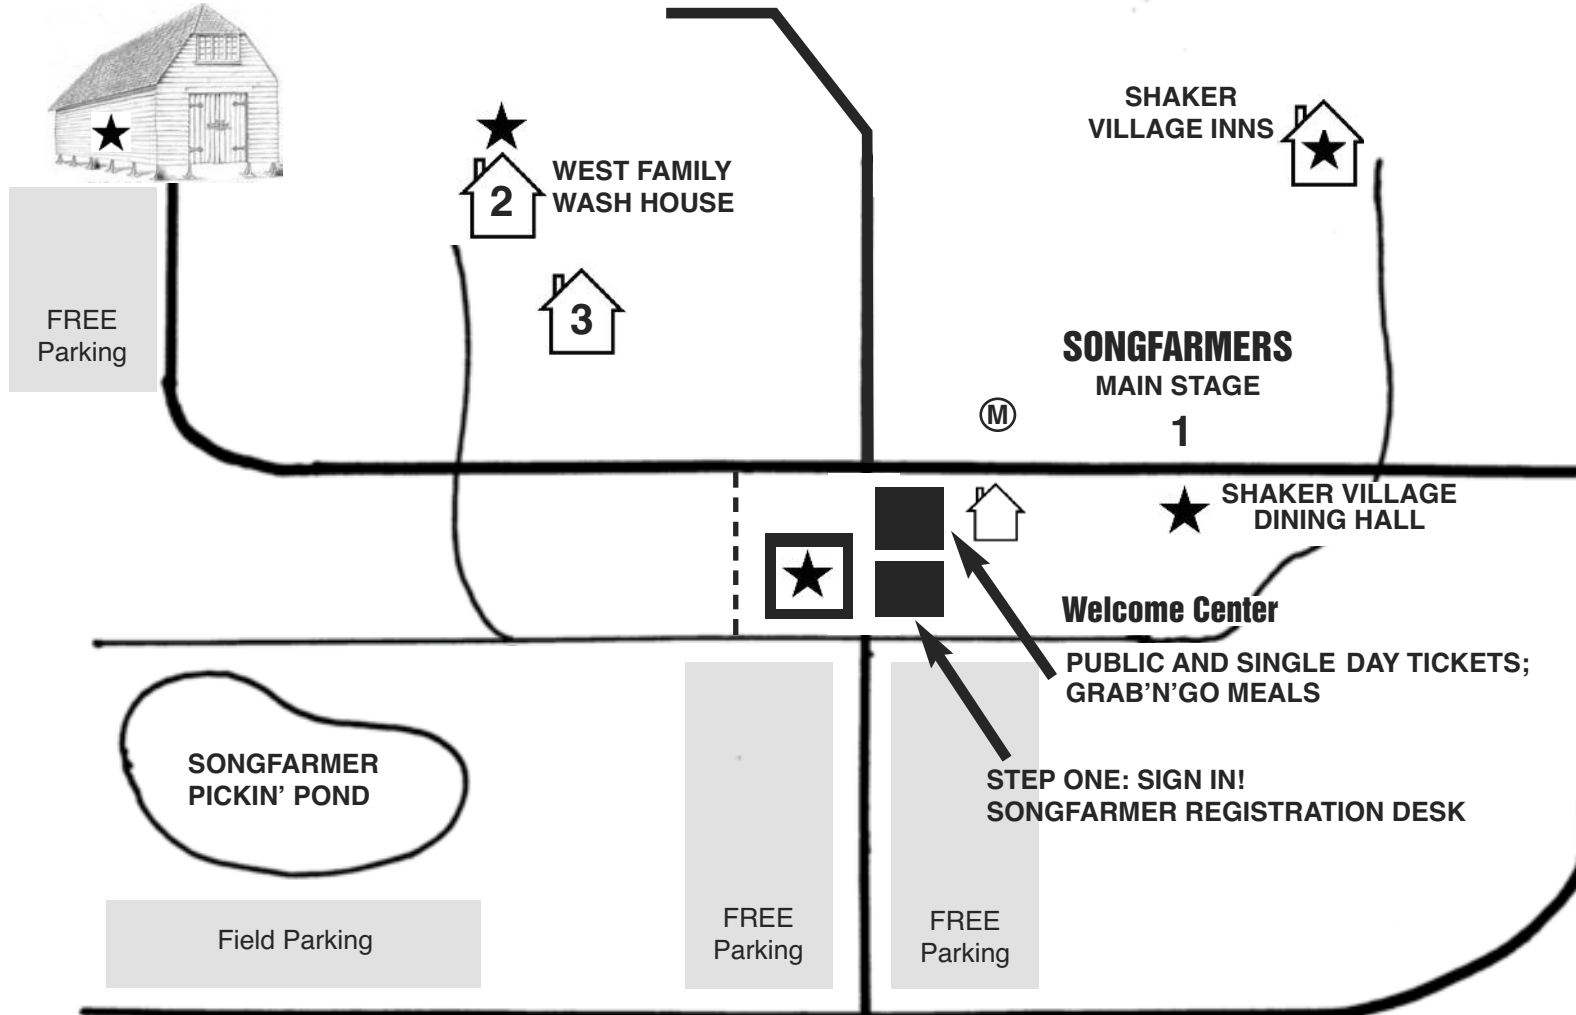 SHAKER
VILLAGE INNS
WEST FAMILY
WASH HOUSE
2
3
FREE
Parking
SONGFARMERS
MAIN STAGE
1
M
SHAKER VILLAGE
DINING HALL
Welcome Center
PUBLIC AND SINGLE DAY TICKETS;
GRAB’N’GO MEALS
STEP ONE: SIGN IN!
SONGFARMER REGISTRATION DESK
SONGFARMER
PICKIN’ POND
Field Parking
FREE
Parking
FREE
Parking